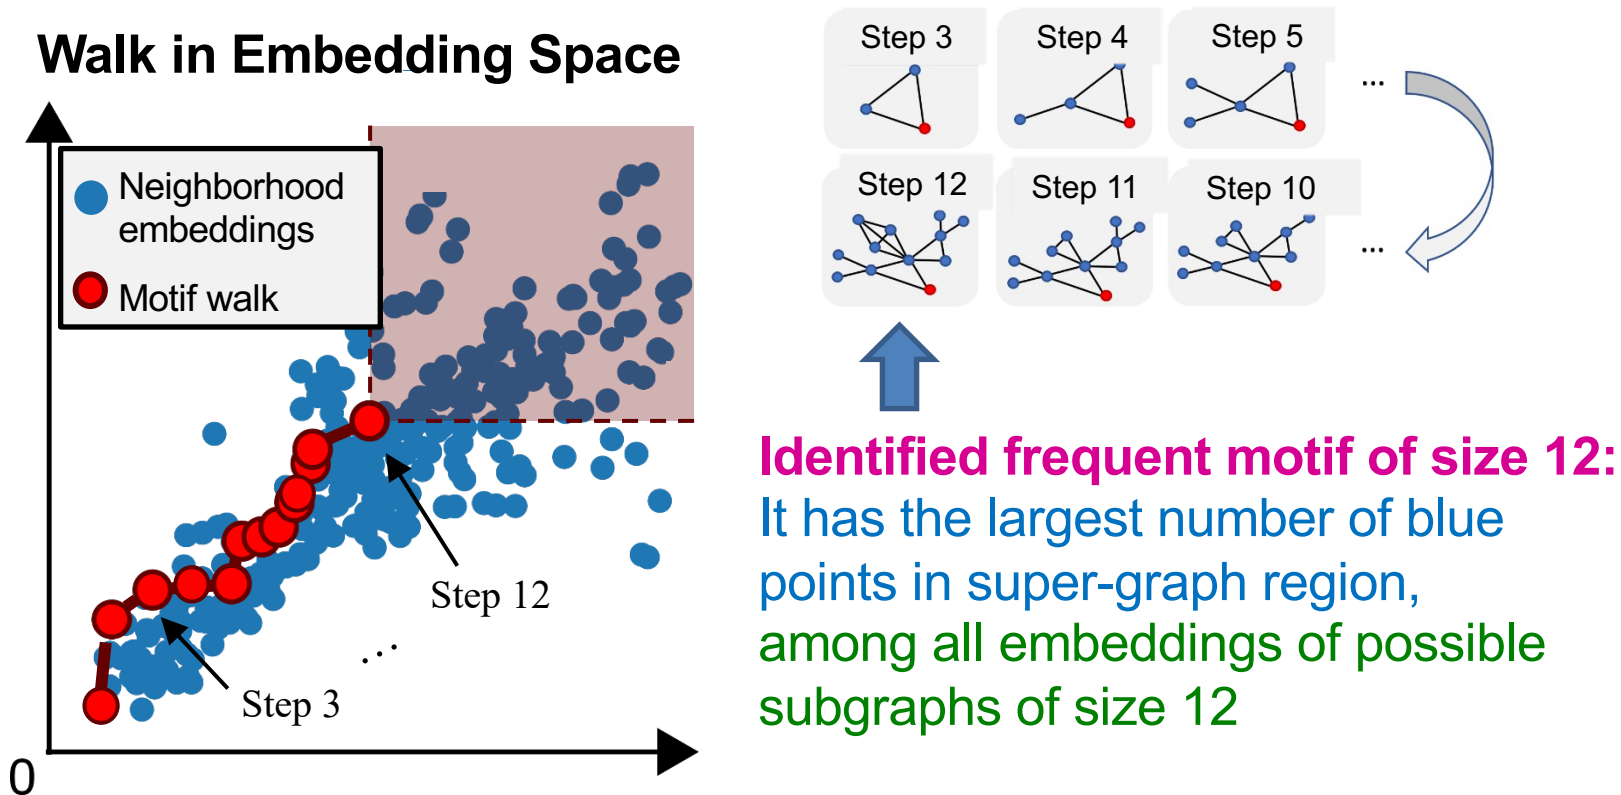 Walk in Embedding Space
Neighborhood
embeddings
Motif walk
Step 12
...
Step 3
0
Step 3
Step 4
Step 5
...
Step 12
Step 11
Step 10
...
Identified frequent motif of size 12:
It has the largest number of blue
points in super-graph region,
among all embeddings of possible
subgraphs of size 12